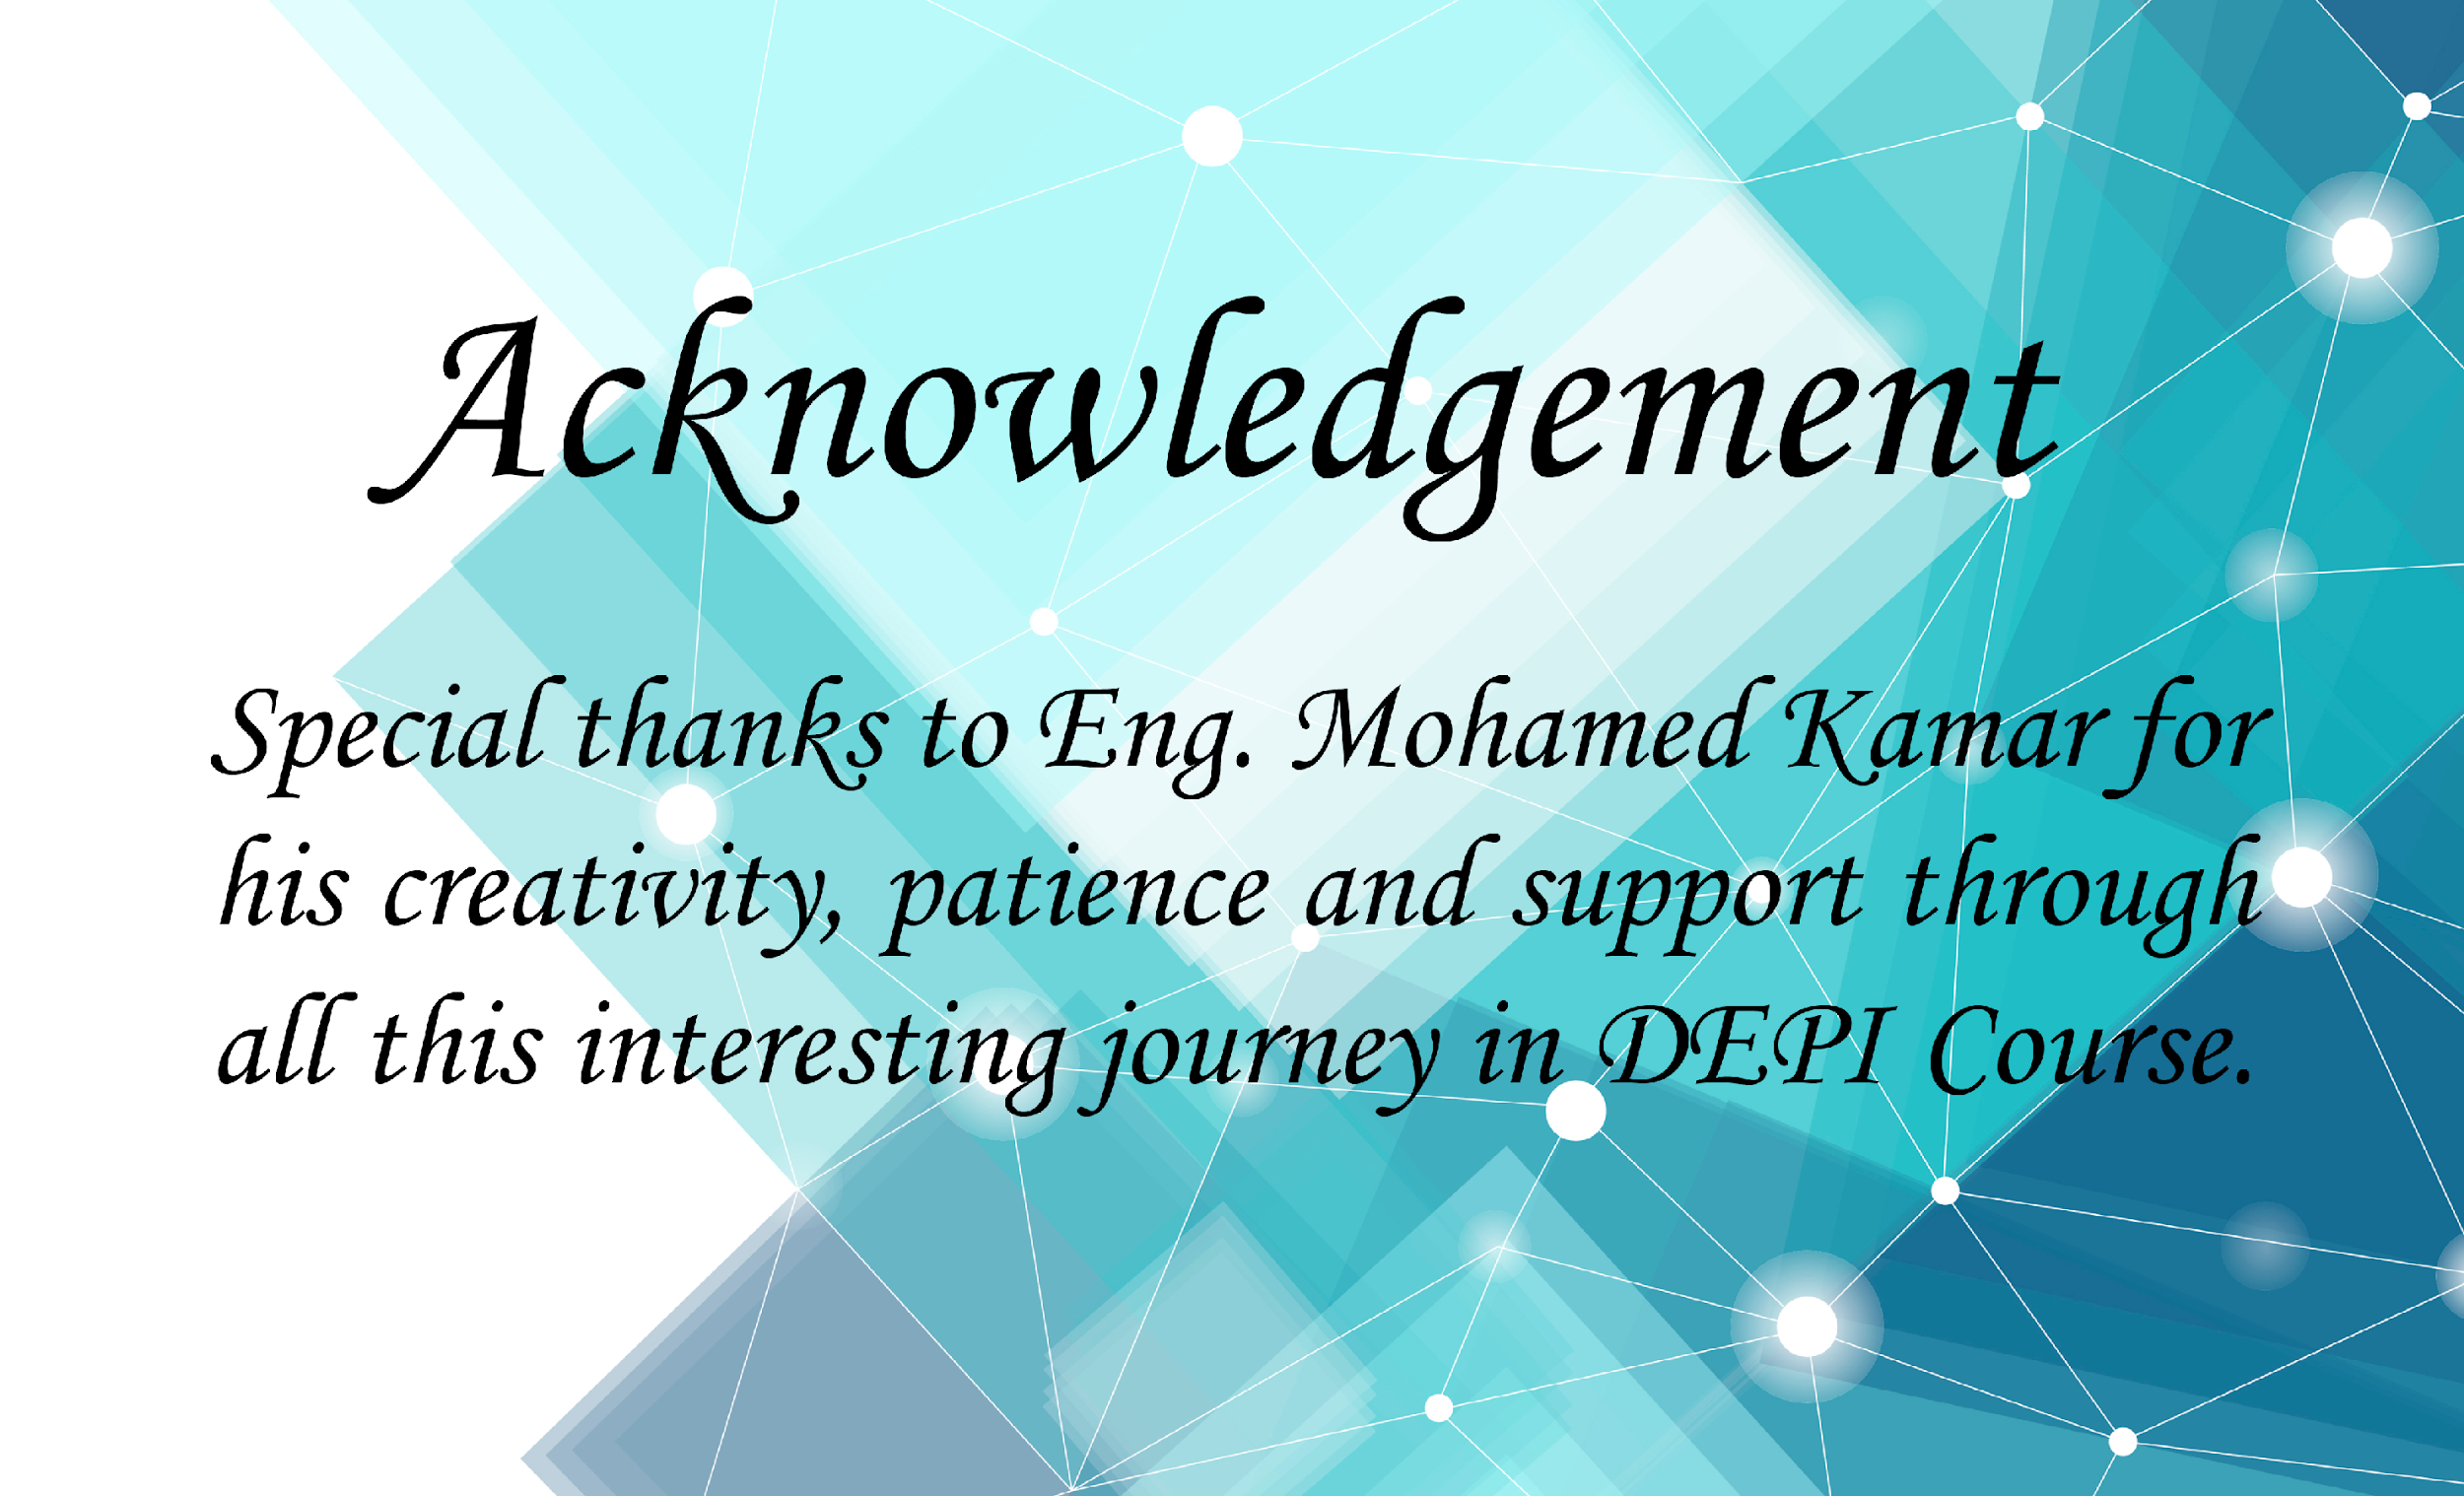 Acknowledgement
Special thanks to Eng. Mohamed Kamar for
his creativity, patience and support through
all this interesting journey in DEPI Course.